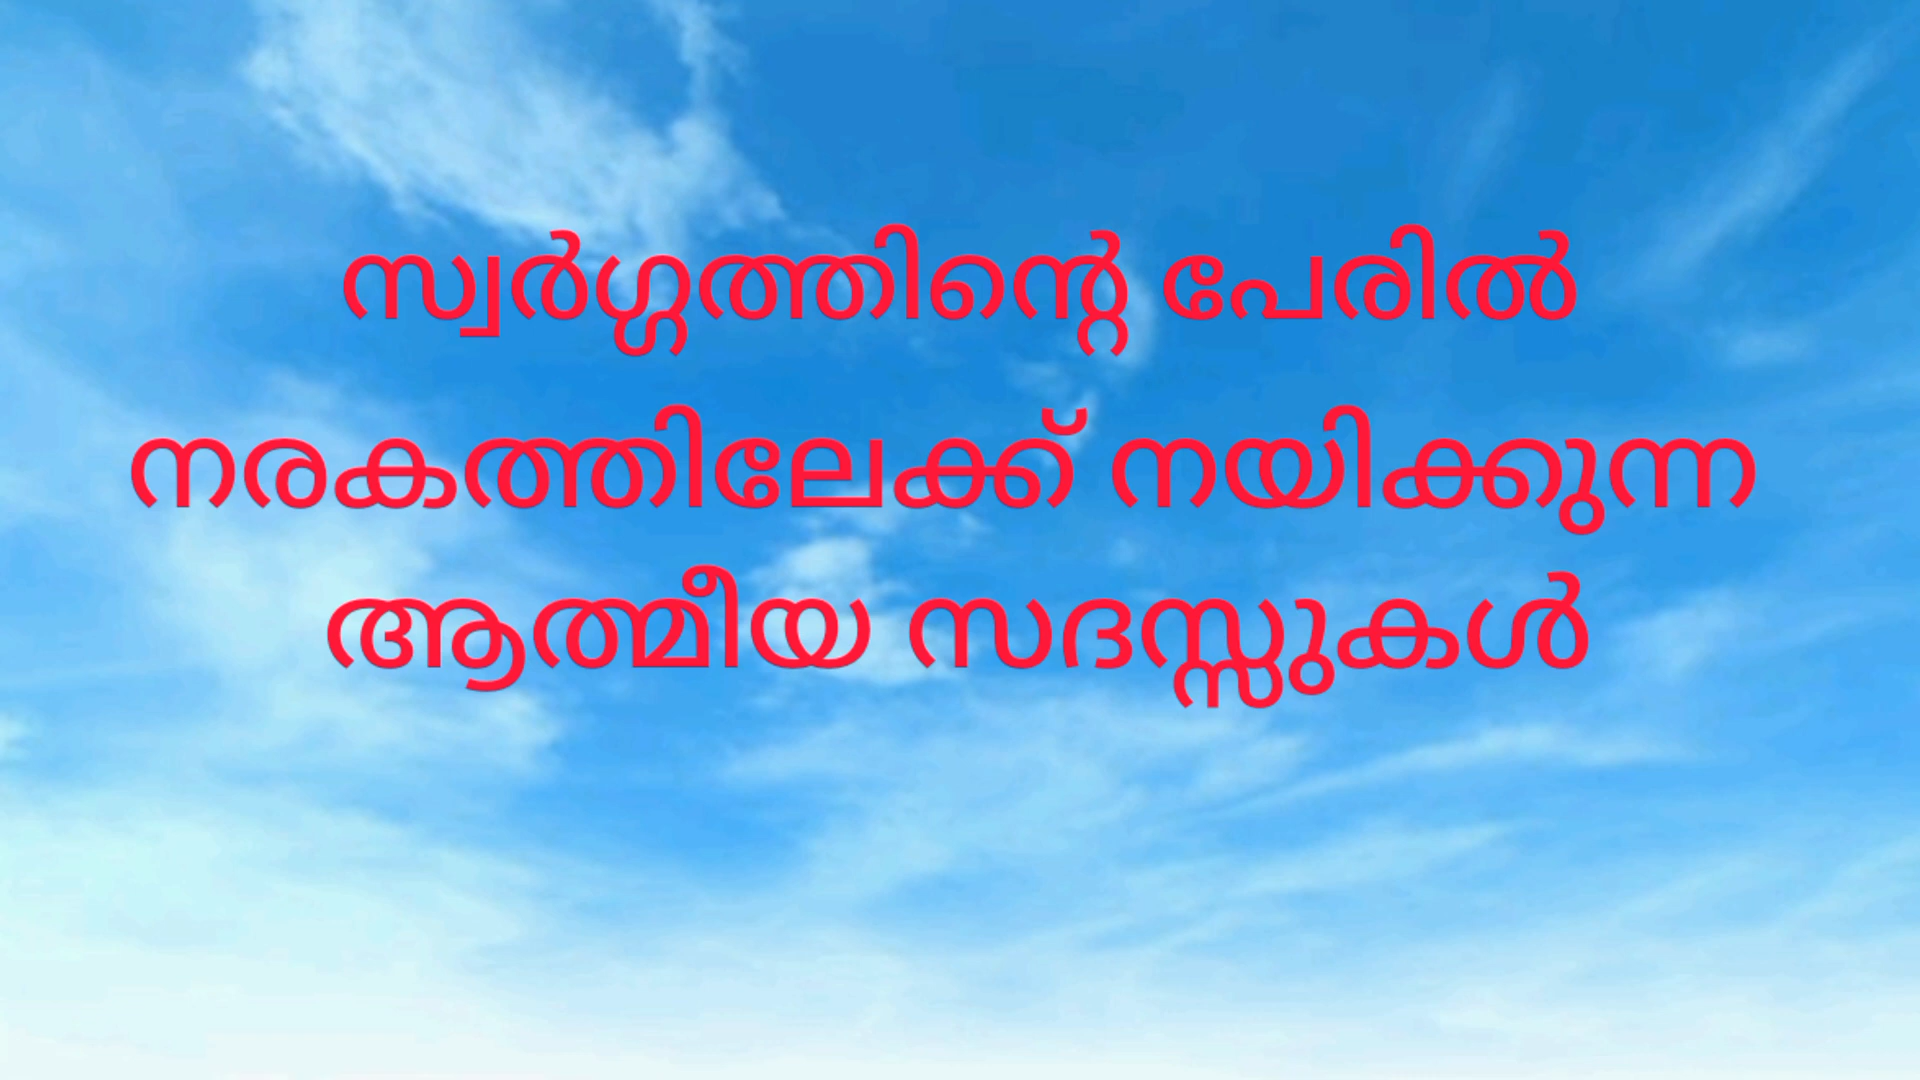 സ്വർഗ്ഗത്തിന്റെ പേരിൽ
നരകത്തിലേക്ക് നയിക്കുന്ന
ആത്മീയ സദസ്സുകൾ